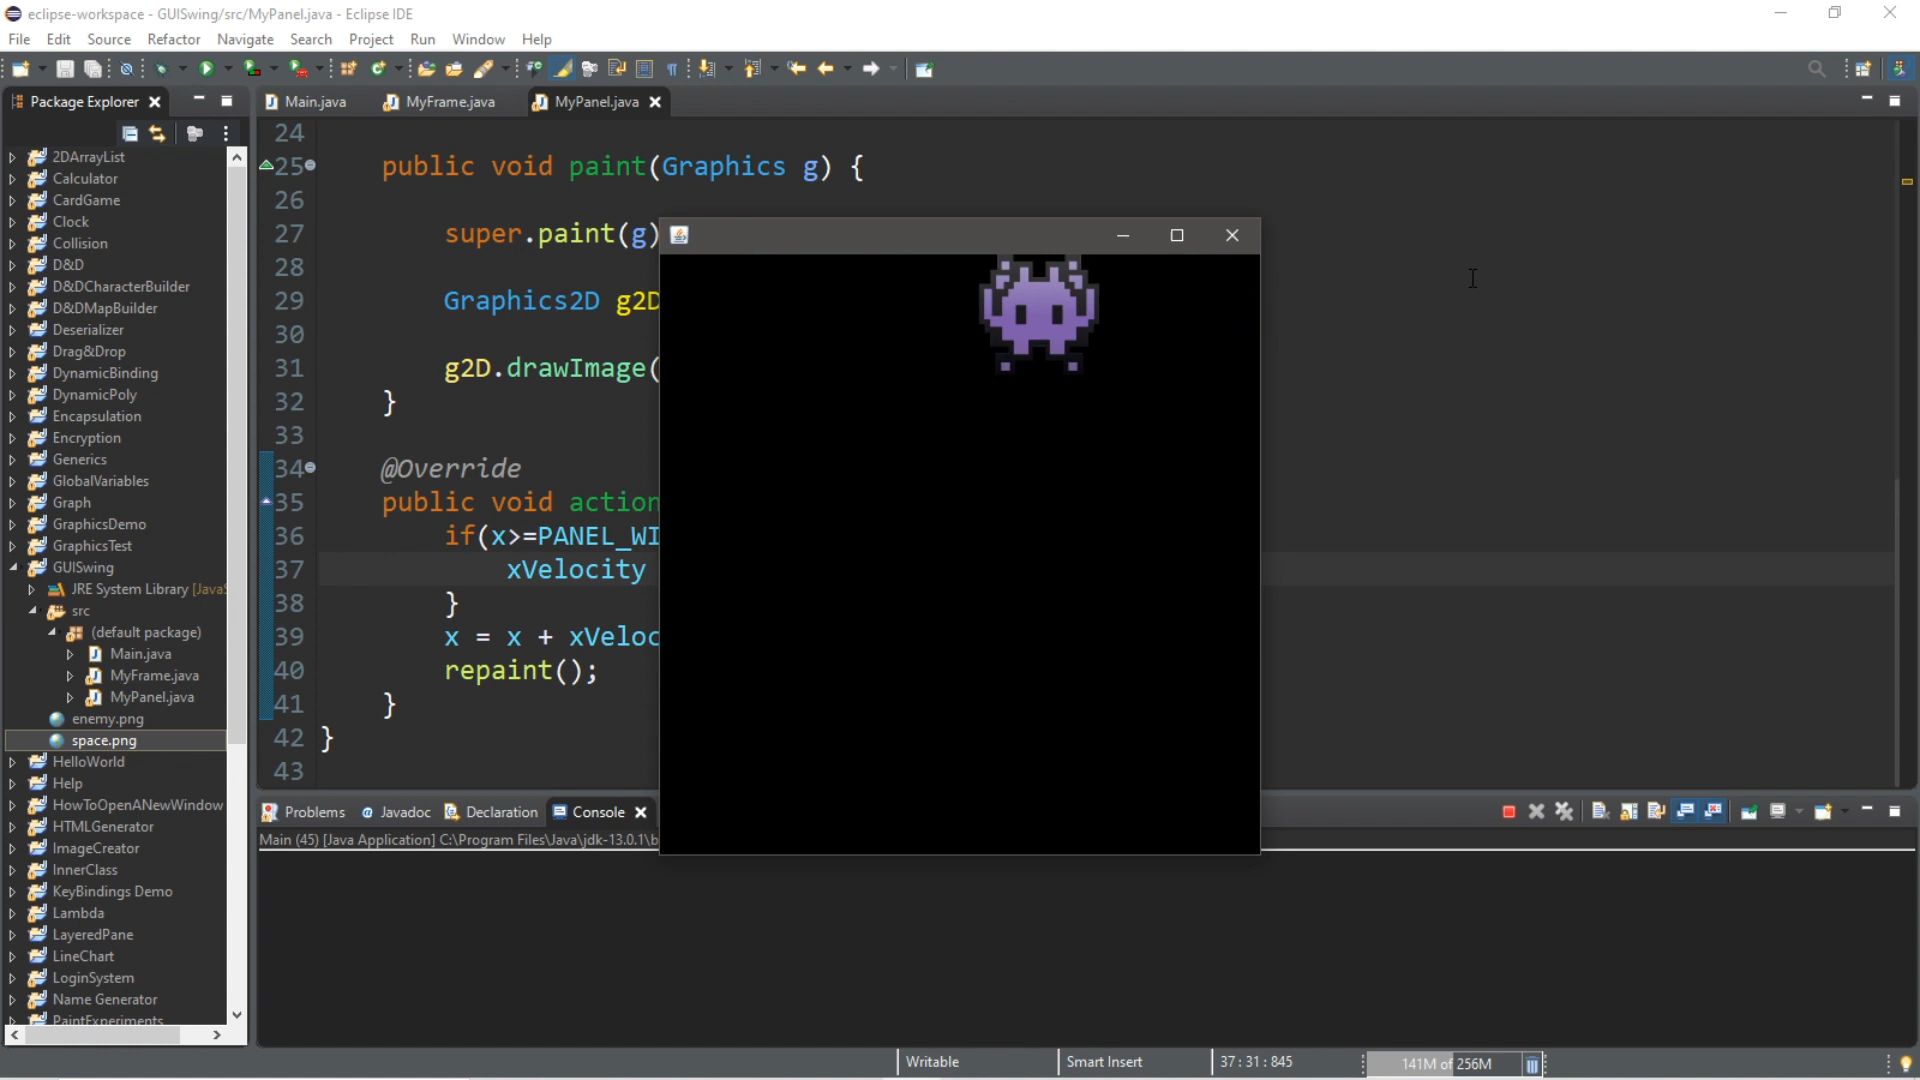 eclipse-workspace - GUISwing/src/MyPanel.java - Eclipse IDE
File Edit Source Refactor Navigate Search Project Run Window Help
Package Explorer
Main.java MyFrame.java MyPanel.java
2DArrayList
Calculator
CardGame
Clock
Collision
D&D
D&DCharacterBuilder
D&DMapBuilder
Deserializer
Drag&Drop
DynamicBinding
DynamicPoly
Encapsulation
Encryption
Generics
GlobalVariables
Graph
GraphicsDemo
GraphicsTest
GUISwing
JRE System Library [JavaS
src
(default package)
Main.java
MyFrame.java
MyPanel.java
enemy.png
space.png
HelloWorld
Help
HowToOpenANewWindow
HTMLGenerator
ImageCreator
InnerClass
KeyBindings Demo
Lambda
LayeredPane
LineChart
LoginSystem
Name Generator
PaintExperiments
24
25 public void paint(Graphics g) {
26
27 super.paint(g)
28
29 Graphics2D g2D
30
31 g2D.drawImage(
32 }
33
34 @Override
35 public void action
36 if(x>=PANEL_WI
37 xVelocity
38 }
39 x = x + xVeloc
40 repaint();
41 }
42 }
43
Problems Javadoc Declaration Console
Main (45) [Java Application] C:\Program Files\Java\jdk-13.0.1\b
Writable Smart Insert 37 : 31 : 845 141M of 256M